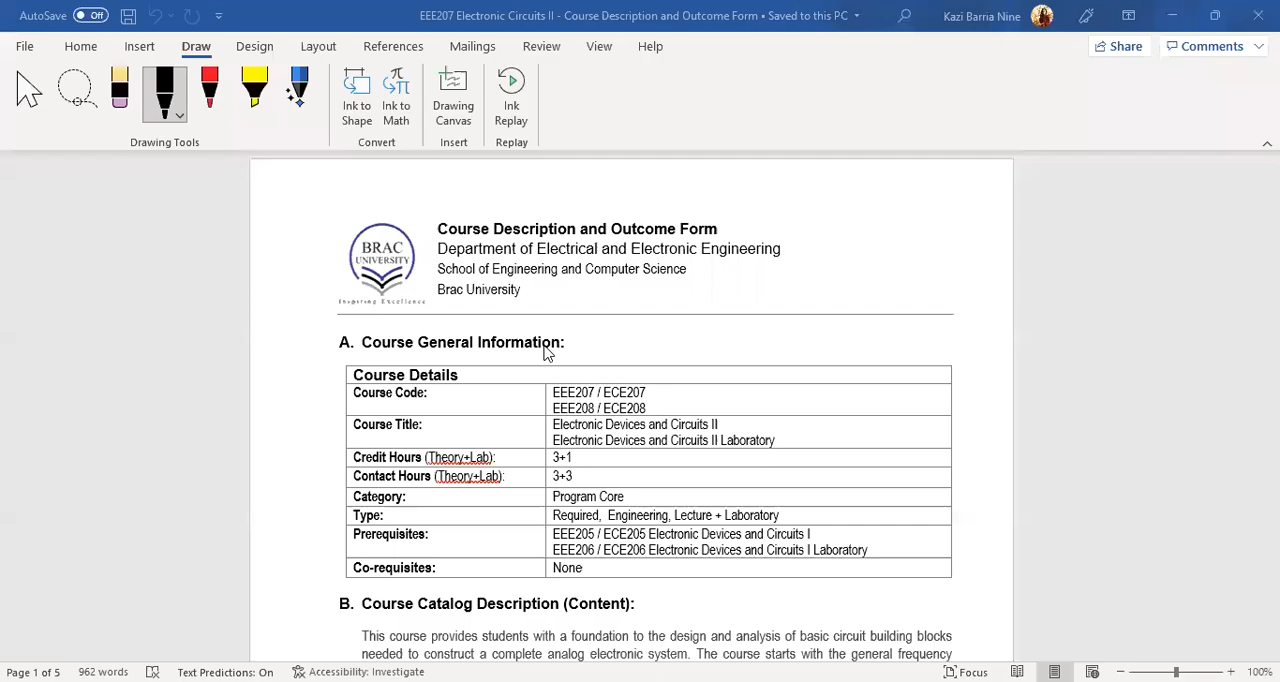 AutoSave Off EEE207 Electronic Circuits II - Course Description and Outcome Form • Saved to this PC Kazi Barria Nine
File Home Insert Draw Design Layout References Mailings Review View Help Share Comments
Ink to Shape
Ink to Math
Drawing Canvas
Ink Replay
Drawing Tools Convert Insert Replay
BRAC
UNIVERSITY
Inspiring Excellence
Course Description and Outcome Form
Department of Electrical and Electronic Engineering
School of Engineering and Computer Science
Brac University
A. Course General Information:
Course Details
Course Code: EEE207 / ECE207
EEE208 / ECE208
Course Title: Electronic Devices and Circuits II
Electronic Devices and Circuits II Laboratory
Credit Hours (Theory+Lab): 3+1
Contact Hours (Theory+Lab): 3+3
Category: Program Core
Type: Required, Engineering, Lecture + Laboratory
Prerequisites: EEE205 / ECE205 Electronic Devices and Circuits I
EEE206 / ECE206 Electronic Devices and Circuits I Laboratory
Co-requisites: None
B. Course Catalog Description (Content):
This course provides students with a foundation to the design and analysis of basic circuit building blocks
needed to construct a complete analog electronic system. The course starts with the general frequency
Page 1 of 5 962 words Text Predictions: On Accessibility: Investigate Focus 100%